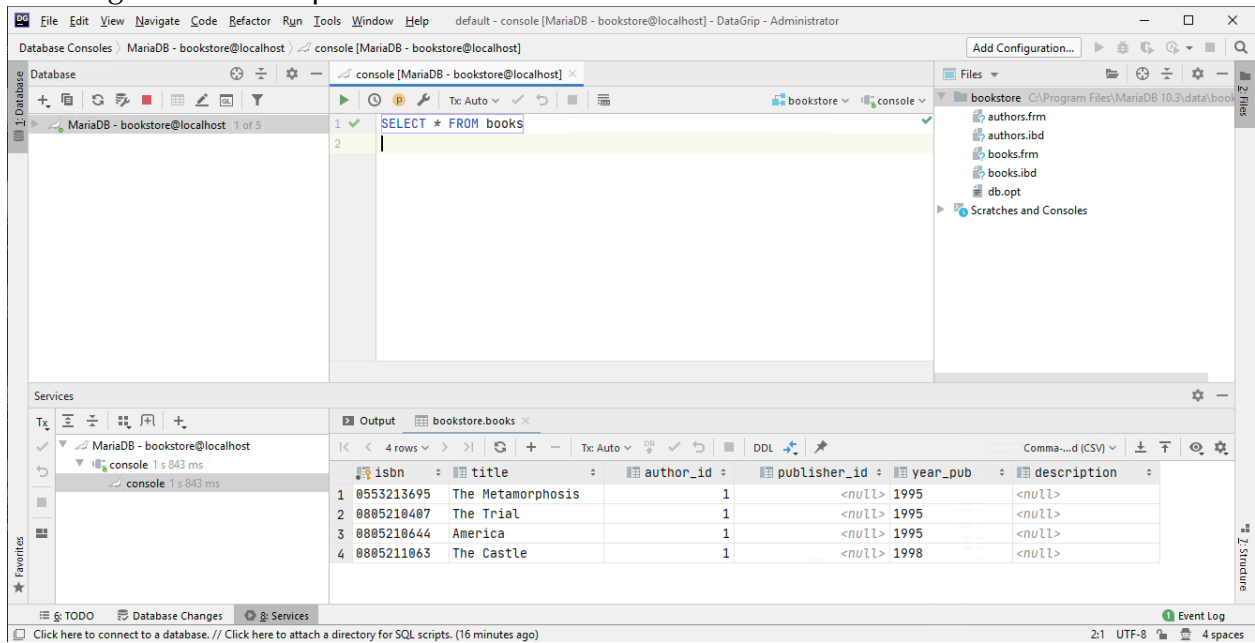 File Edit View Navigate Code Refactor Run Tools Window Help default - console [MariaDB - bookstore@localhost] - DataGrip - Administrator
Database Consoles MariaDB - bookstore@localhost console [MariaDB - bookstore@localhost] Add Configuration...
1: Database
Database
MariaDB - bookstore@localhost 1 of 5
console [MariaDB - bookstore@localhost]
Tx: Auto bookstore console
1 SELECT * FROM books
2
Files
bookstore C:\Program Files\MariaDB 10.3\data\book
authors.frm
authors.ibd
books.frm
books.ibd
db.opt
Scratches and Consoles
2: Files
Services
Tx
MariaDB - bookstore@localhost
console 1 s 843 ms
console 1 s 843 ms
Output bookstore.books
4 rows Tx: Auto DB DDL Comma-...d (CSV)
isbn title author_id publisher_id year_pub description
1 0553213695 The Metamorphosis 1 <null> 1995 <null>
2 0805210407 The Trial 1 <null> 1995 <null>
3 0805210644 America 1 <null> 1995 <null>
4 0805211063 The Castle 1 <null> 1998 <null>
Favorites
7: Structure
6: TODO Database Changes 8: Services 1 Event Log
Click here to connect to a database. // Click here to attach a directory for SQL scripts. (16 minutes ago) 2:1 UTF-8 4 spaces